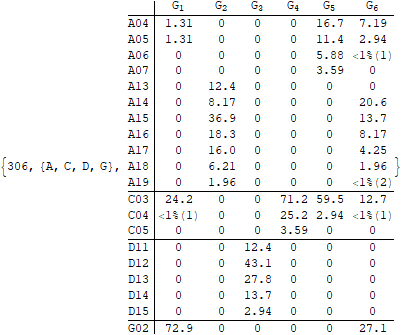 G1 G2 G3 G4 G5 G6
A04 1.31 0 0 0 16.7 7.19
A05 1.31 0 0 0 11.4 2.94
A06 0 0 0 0 5.88 <1%(1)
A07 0 0 0 0 3.59 0
A13 0 12.4 0 0 0 0
A14 0 8.17 0 0 0 20.6
A15 0 36.9 0 0 0 13.7
A16 0 18.3 0 0 0 8.17
A17 0 16.0 0 0 0 4.25
{306, {A, C, D, G}, A18 0 6.21 0 0 0 1.96 }
A19 0 1.96 0 0 0 <1%(2)
C03 24.2 0 0 71.2 59.5 12.7
C04 <1%(1) 0 0 25.2 2.94 <1%(1)
C05 0 0 0 3.59 0 0
D11 0 0 12.4 0 0 0
D12 0 0 43.1 0 0 0
D13 0 0 27.8 0 0 0
D14 0 0 13.7 0 0 0
D15 0 0 2.94 0 0 0
G02 72.9 0 0 0 0 27.1